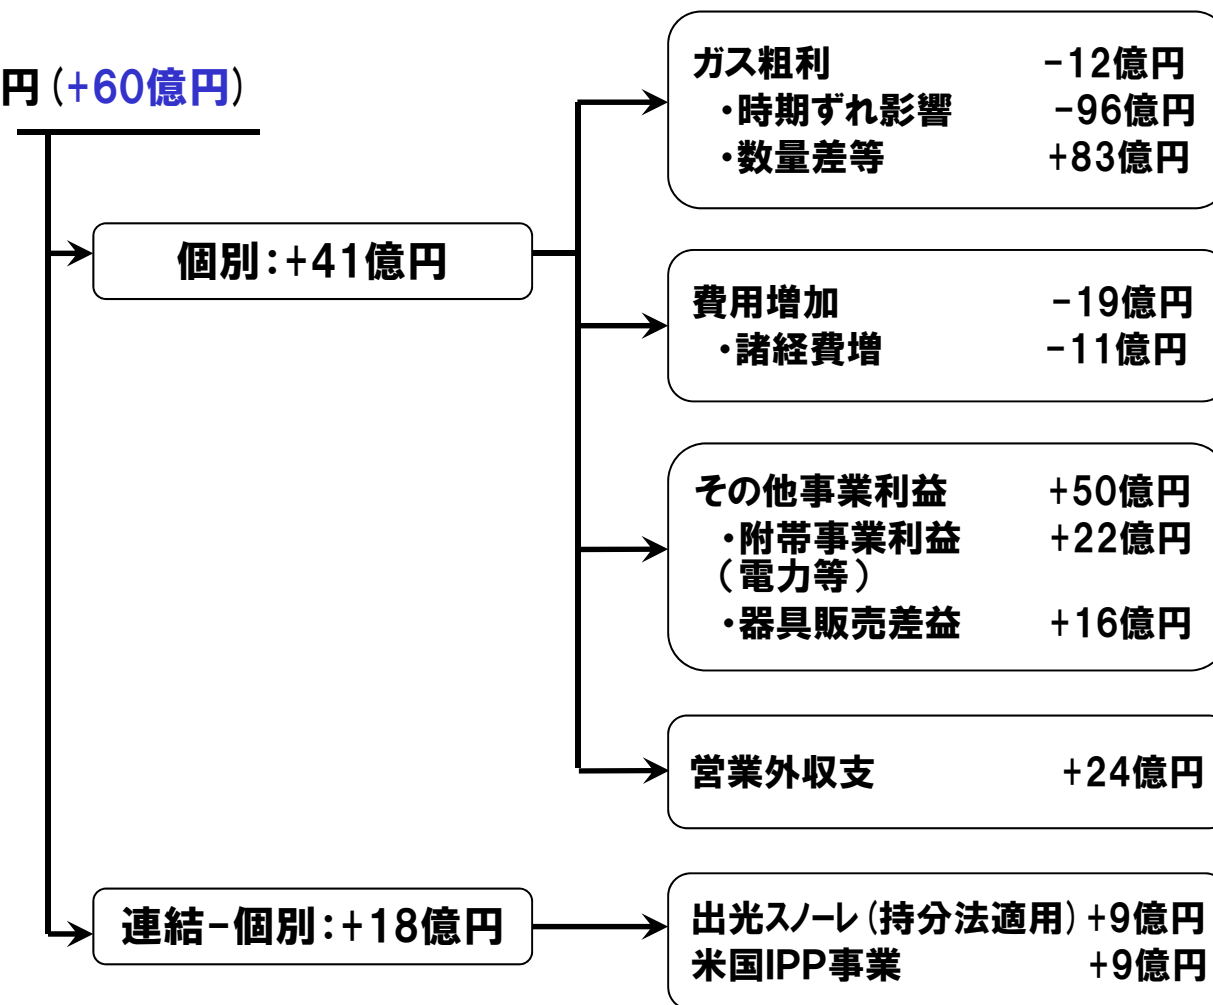 円(+60億円)
個別：+41億円
連結-個別：+18億円
ガス粗利 -12億円
・時期ずれ影響 -96億円
・数量差等 +83億円
費用増加 -19億円
・諸経費増 -11億円
その他事業利益 +50億円
・附帯事業利益 +22億円
（電力等）
・器具販売差益 +16億円
営業外収支 +24億円
出光スノーレ(持分法適用)+9億円
米国IPP事業 +9億円